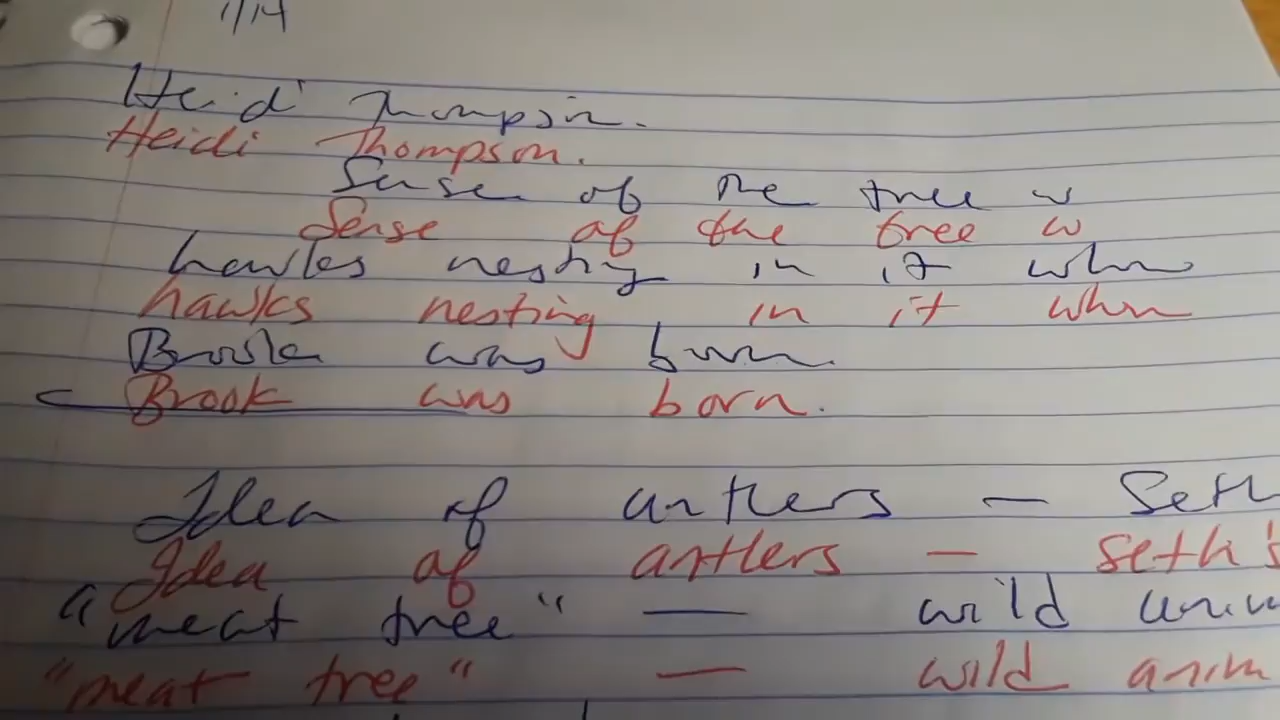 1/14
Heidi Thompson.
Heidi Thompson.
Sense of the tree w
Sense of the tree w
hawks nesting in it when
hawks nesting in it when
Brook was born.
Brook was born.
Idea of antlers — Seth
Idea of antlers — Seth's
"meat tree" — wild anim
"meat tree" — wild anim